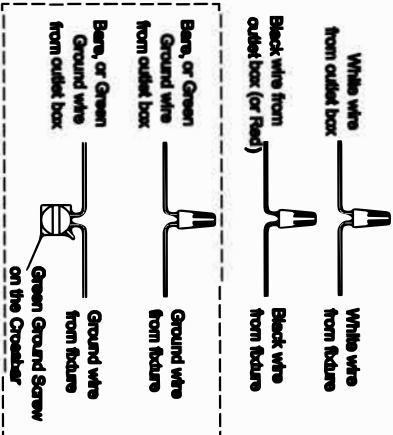 White wire
from outlet box
White wire
from fixture
Black wire from
outlet box (or Red)
Black wire
from fixture
Bare, or Green
Ground wire
from outlet box
Ground wire
from fixture
Bare, or Green
Ground wire
from outlet box
Ground wire
from fixture
Green Ground Screw
on the Crossbar